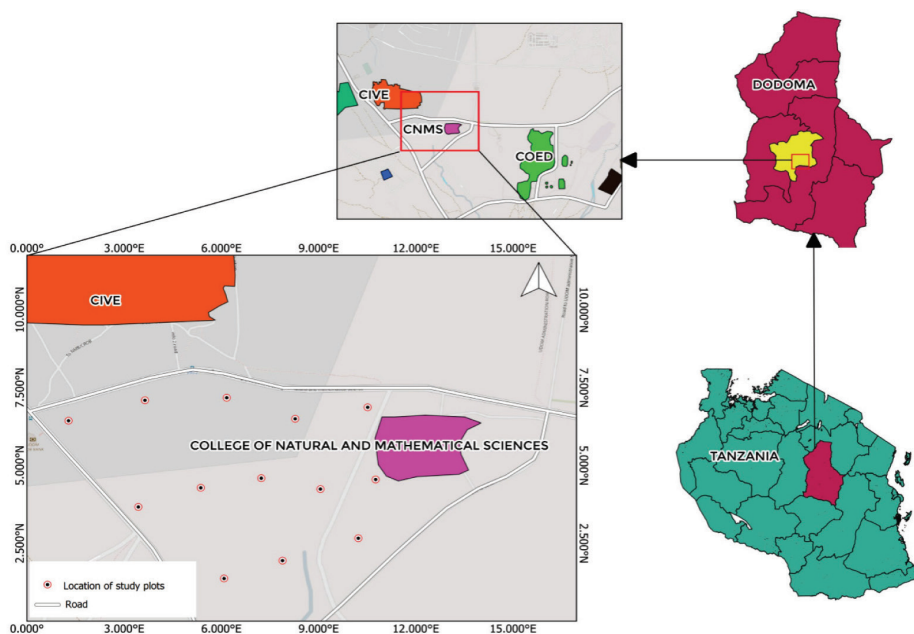 CIVE
CNMS
COED
DODOMA
0.000° 3.000°E 6.000°E 9.000°E 12.000°E 15.000°E
CIVE
10.000°N
10.000°N
7.500°N
7.500°N
COLLEGE OF NATURAL AND MATHEMATICAL SCIENCES
TANZANIA
5.000°N
5.000°N
2.500°N
2.500°N
Location of study plots
Road
0.000° 3.000°E 6.000°E 9.000°E 12.000°E 15.000°E